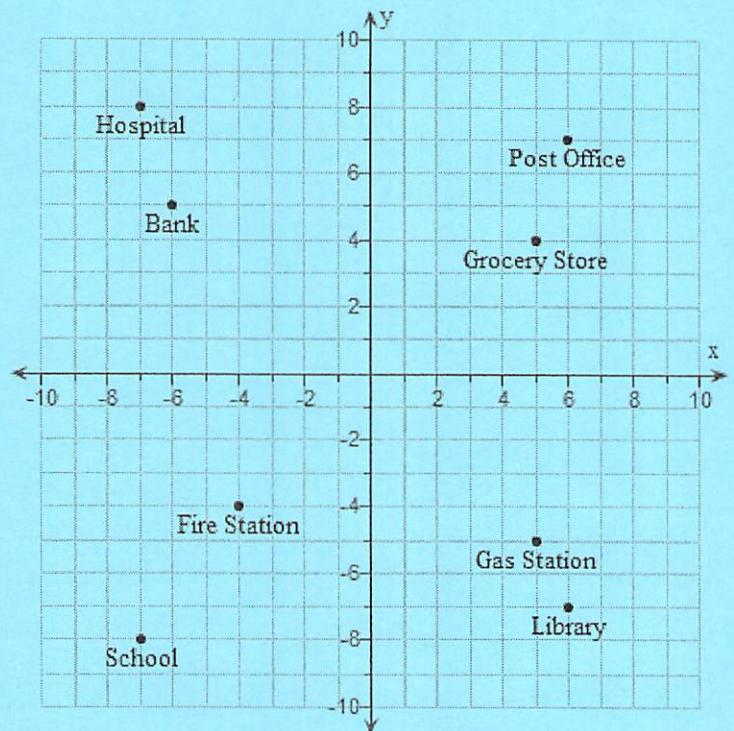 y
10
8
Hospital
Post Office
6
Bank
4
Grocery Store
2
x
-10 -8 -6 -4 -2 2 4 6 8 10
-2
-4
Fire Station
Gas Station
-6
Library
-8
School
-10